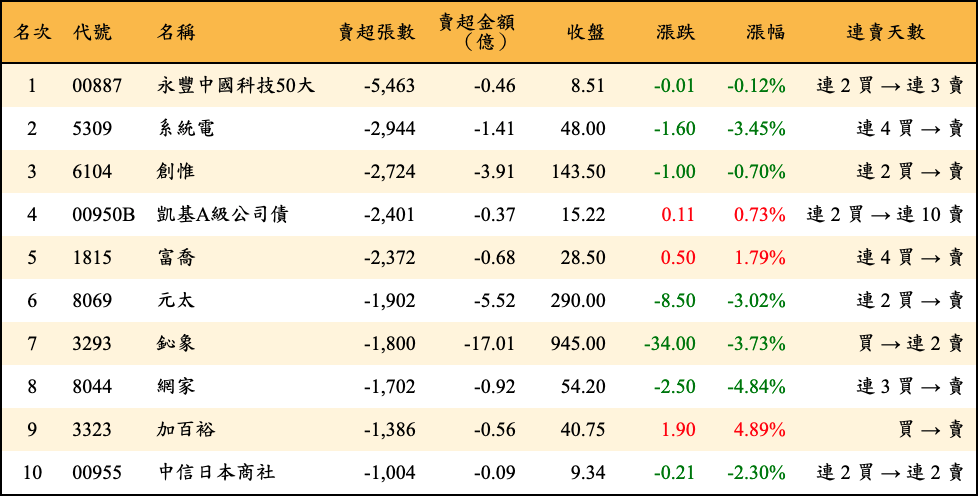 名次 代號 名稱 賣超張數 賣超金額（億） 收盤 漲跌 漲幅 連賣天數
1 00887 永豐中國科技50大 -5,463 -0.46 8.51 -0.01 -0.12% 連 2 買 → 連 3 賣
2 5309 系統電 -2,944 -1.41 48.00 -1.60 -3.45% 連 4 買 → 賣
3 6104 創惟 -2,724 -3.91 143.50 -1.00 -0.70% 連 2 買 → 賣
4 00950B 凱基A級公司債 -2,401 -0.37 15.22 0.11 0.73% 連 2 買 → 連 10 賣
5 1815 富喬 -2,372 -0.68 28.50 0.50 1.79% 連 4 買 → 賣
6 8069 元太 -1,902 -5.52 290.00 -8.50 -3.02% 連 2 買 → 賣
7 3293 鈊象 -1,800 -17.01 945.00 -34.00 -3.73% 買 → 連 2 賣
8 8044 網家 -1,702 -0.92 54.20 -2.50 -4.84% 連 3 買 → 賣
9 3323 加百裕 -1,386 -0.56 40.75 1.90 4.89% 買 → 賣
10 00955 中信日本商社 -1,004 -0.09 9.34 -0.21 -2.30% 連 2 買 → 連 2 賣